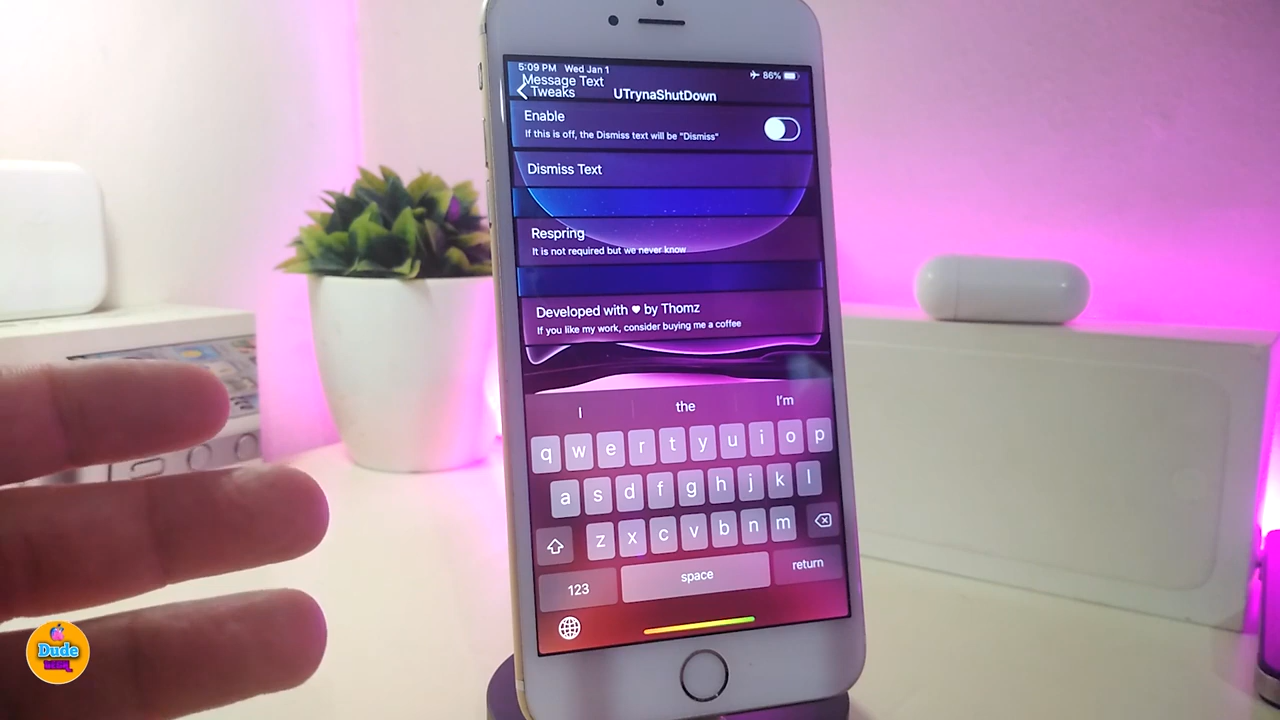 5:09 PM Wed Jan 1
86%
Message Text
Tweaks
UTrynaShutDown
Enable
If this is off, the Dismiss text will be "Dismiss"
Dismiss Text
Respring
It is not required but we never know
Developed with ♥ by Thomz
If you like my work, consider buying me a coffee
I the I'm
q w e r t y u i o p
a s d f g h j k l
z x c v b n m
123 space return
Dude